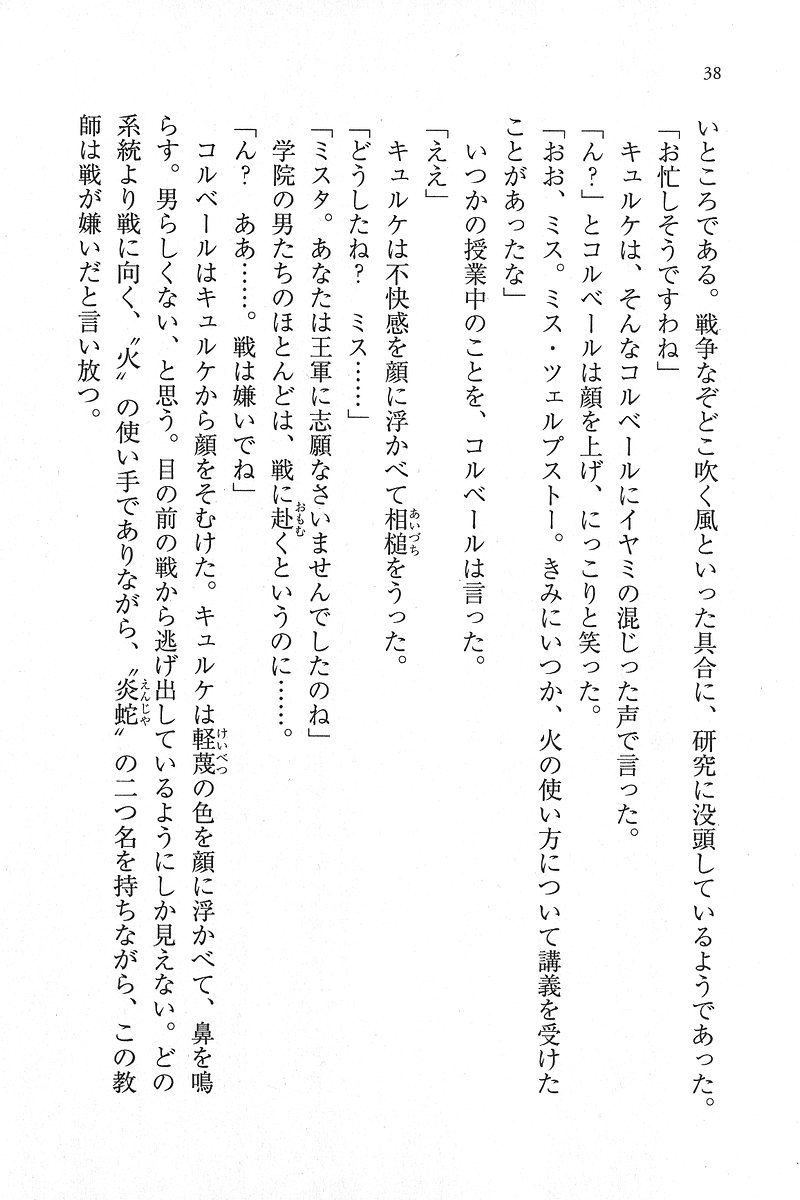 38
いところである。戦争なぞどこ吹く風といった具合に、研究に没頭しているようであった。
「お忙しそうですわね」
キュルケは、そんなコルベールにイヤミの混じった声で言った。
「ん？」とコルベールは顔を上げ、にっこりと笑った。
「おお、ミス。ミス・ツェルプストー。きみにいつか、火の使い方について講義を受けた
ことがあったな」
いつかの授業中のことを、コルベールは言った。
「ええ」
キュルケは不快感を顔に浮かべて相槌をうった。
「どうしたね？　ミス……」
「ミスタ。あなたは王軍に志願なさいませんでしたのね」
学院の男たちのほとんどは、戦に赴くというのに……。
「ん？　ああ……。戦は嫌いでね」
コルベールはキュルケから顔をそむけた。キュルケは軽蔑の色を顔に浮かべて、鼻を鳴
らす。男らしくない、と思う。目の前の戦から逃げ出しているようにしか見えない。どの
系統より戦に向く、〝火〟の使い手でありながら、〝炎蛇〟の二つ名を持ちながら、この教
師は戦が嫌いだと言い放つ。